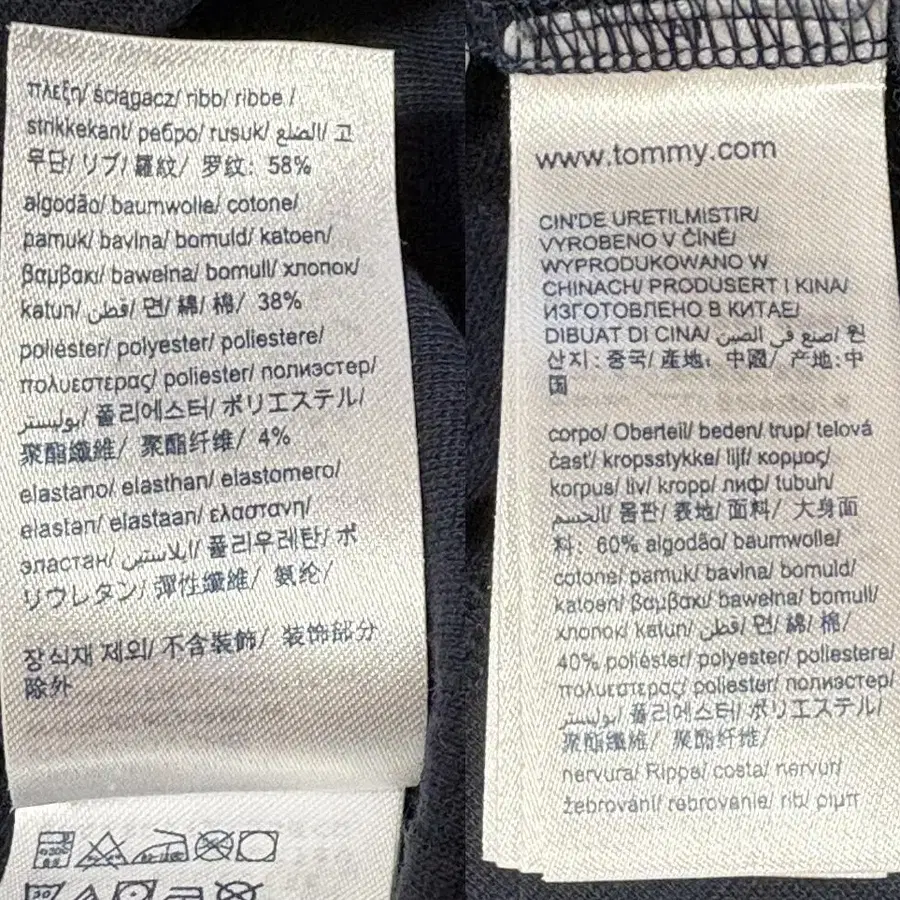 πλεξη/ ściągacz/ ribb/ ribbe /
strikkekant/ ребро/ rusuk/ الضلع/ 고
무단/ リブ/ 羅紋/ 罗纹: 58%
algodão/ baumwolle/ cotone/
pamuk/ bavlna/ bomuld/ katoen/
βαμβακι/ bawełna/ bomull/ хлопок/
katun/ قطن/ 면/ 綿/ 棉/ 38%
poliéster/ polyester/ poliestere/
πολυεστερας/ poliester/ полиэстер/
بوليستر/ 폴리에스터/ ポリエステル/
聚酯纖維/ 聚酯纤维/ 4%
elastano/ elasthan/ elastomero/
elastan/ elastaan/ ελαστανη/
эластан/ ايلاستين/ 폴리우레탄/ ポ
リウレタン/ 彈性纖維/ 氨纶/
장식재 제외/ 不含裝飾/ 装饰部分
除外
www.tommy.com
CIN'DE URETILMISTIR/
VYROBENO V ČÍNĚ/
WYPRODUKOWANO W
CHINACH/ PRODUSERT I KINA/
ИЗГОТОВЛЕНО В КИТАЕ/
DIBUAT DI CINA/ صنع في الصين/ 원
산지: 중국/ 產地: 中國/ 产地:中
国
corpo/ Oberteil/ beden/ trup/ telová
časť/ kropsstykke/ lijf/ κορμος/
korpus/ liv/ kropp/ лиф/ tubuh/
الجسم/ 몸판/ 表地/ 面料/ 大身面
料: 60% algodão/ baumwolle/
cotone/ pamuk/ bavlna/ bomuld/
katoen/ βαμβακι/ bawełna/ bomull/
хлопок/ katun/ قطن/ 면/ 綿/ 棉/
40% poliéster/ polyester/ poliestere/
πολυεστερας/ poliester/ полиэстер/
بوليستر/ 폴리에스터/ ポリエステル/
聚酯纖維/ 聚酯纤维/
nervura/ Rippe/ costa/ nervür/
žebrování/ rebrovanie/ rib/ ριμπ